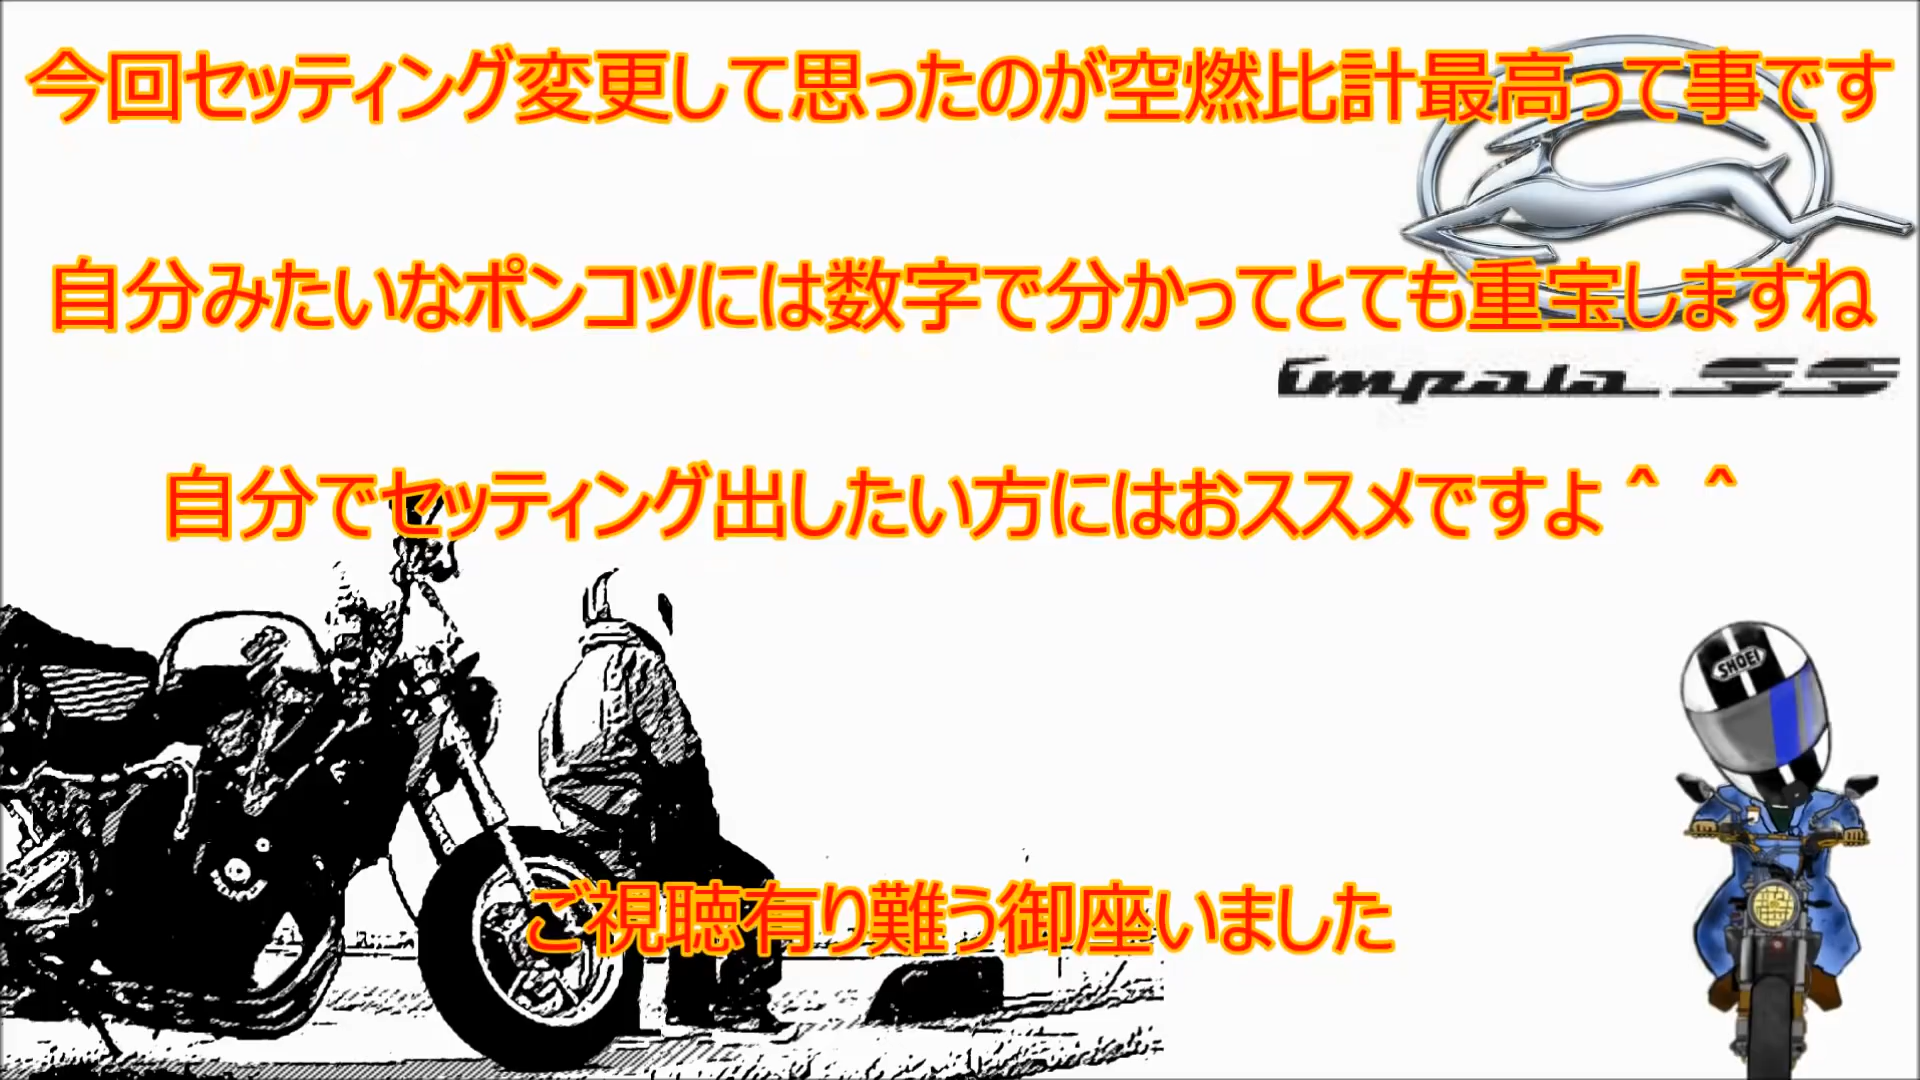 今回セッティング変更して思ったのが空燃比計最高って事です
自分みたいなポンコツには数字で分かってとても重宝しますね
impala SS
自分でセッティング出したい方にはおススメですよ＾ ＾
SHOEI
ご視聴有り難う御座いました